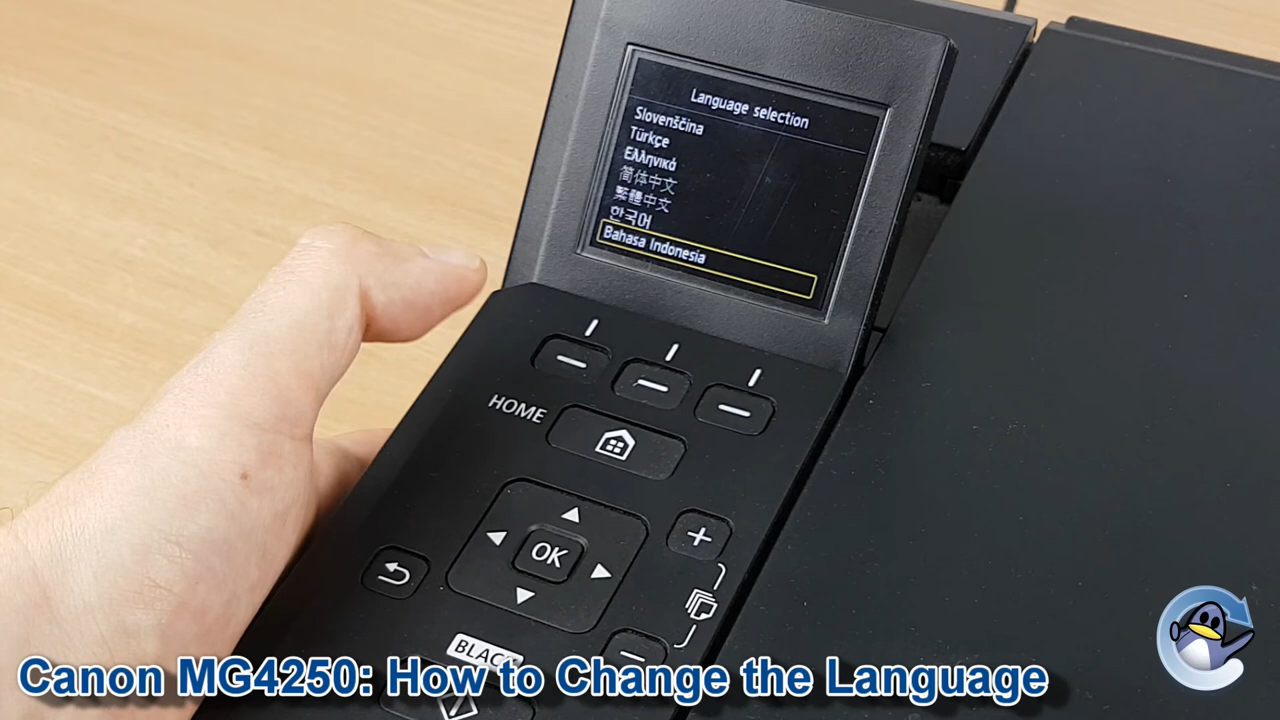 Language selection
Slovenščina
Türkçe
Ελληνικά
简体中文
繁體中文
한국어
Bahasa Indonesia
HOME
OK
BLACK
Canon MG4250: How to Change the Language